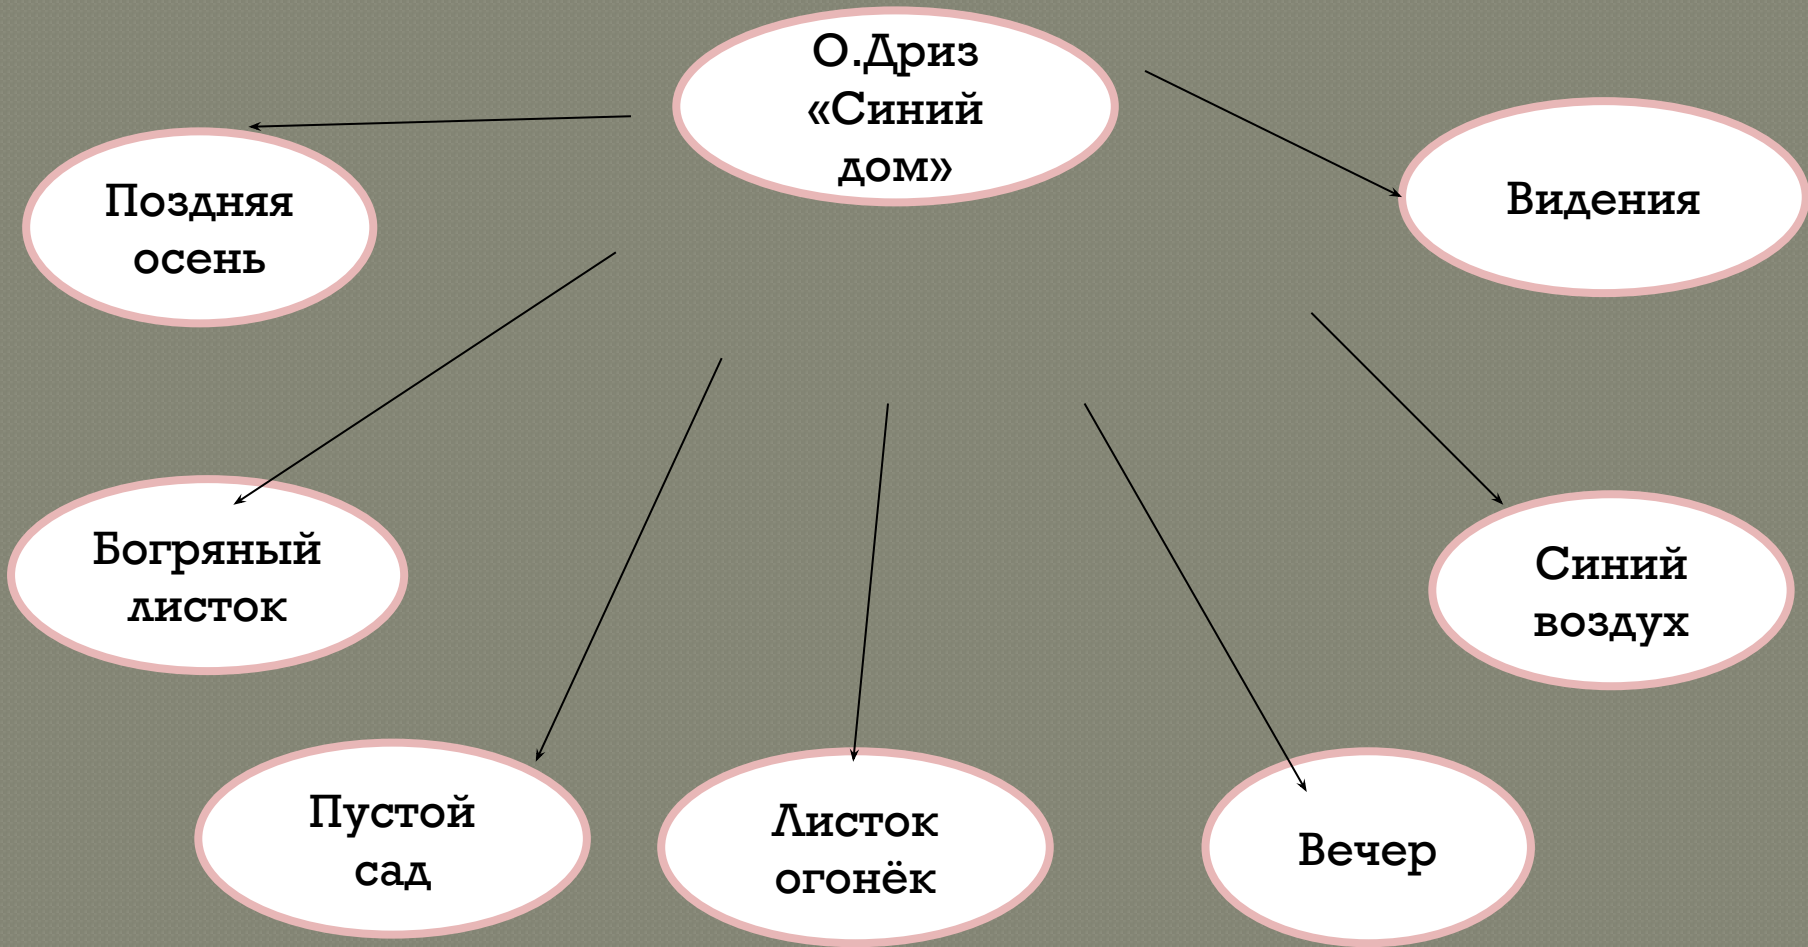 О.Дриз
«Синий
дом»
Поздняя
осень
Видения
Богряный
листок
Синий
воздух
Пустой
сад
Листок
огонёк
Вечер